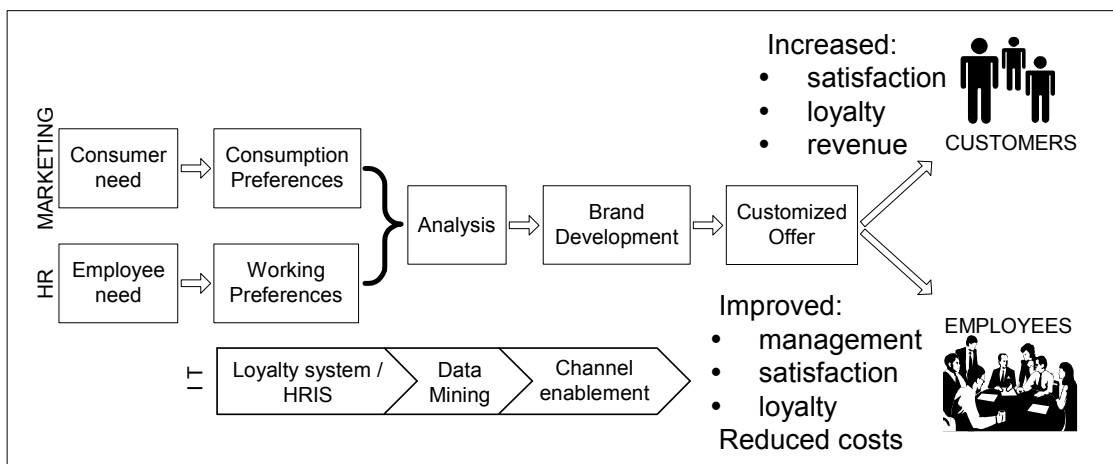 Increased:
• satisfaction
• loyalty
• revenue
CUSTOMERS
MARKETING
Consumer
need
Consumption
Preferences
Analysis
Brand
Development
Customized
Offer
HR
Employee
need
Working
Preferences
Improved:
• management
• satisfaction
• loyalty
Reduced costs
EMPLOYEES
I T
Loyalty system /
HRIS
Data
Mining
Channel
enablement